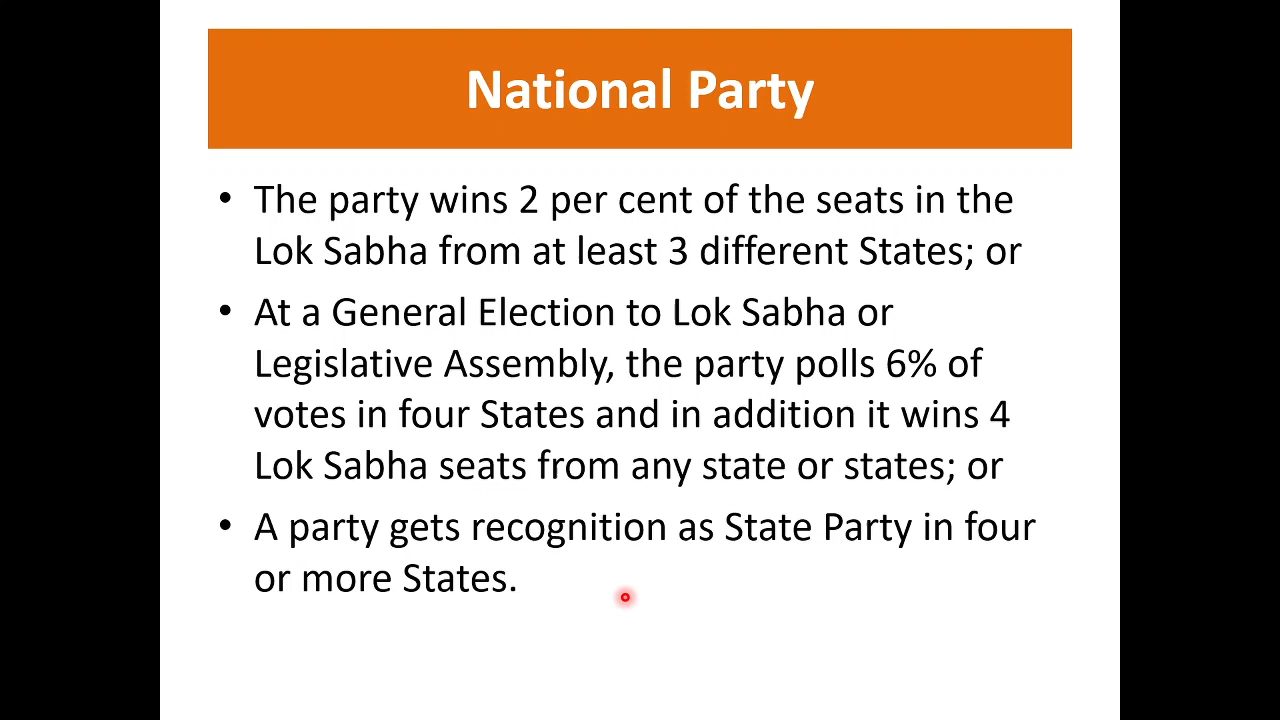 National Party
• The party wins 2 per cent of the seats in the
Lok Sabha from at least 3 different States; or
• At a General Election to Lok Sabha or
Legislative Assembly, the party polls 6% of
votes in four States and in addition it wins 4
Lok Sabha seats from any state or states; or
• A party gets recognition as State Party in four
or more States.